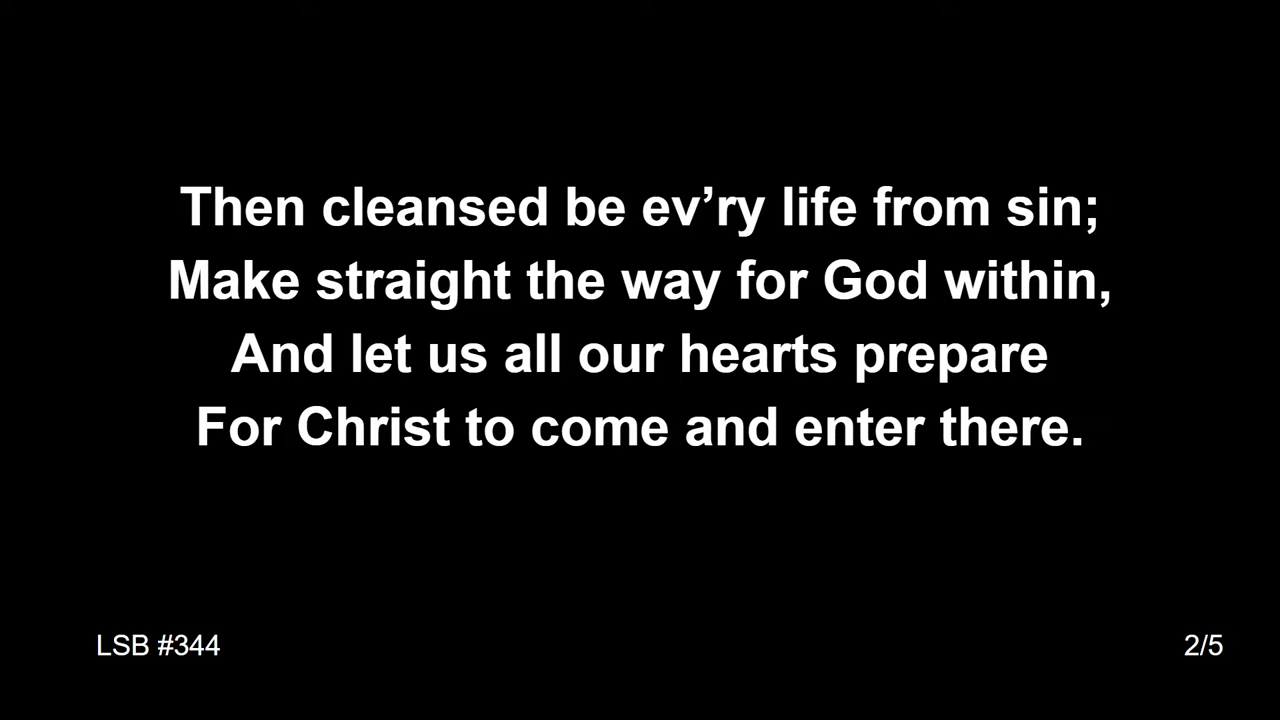 Then cleansed be ev’ry life from sin;
Make straight the way for God within,
And let us all our hearts prepare
For Christ to come and enter there.
LSB #344
2/5